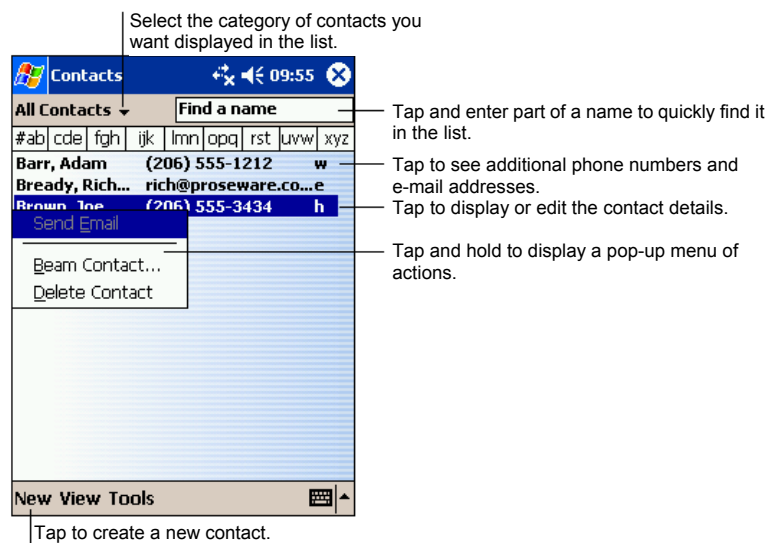 Select the category of contacts you
want displayed in the list.
Contacts 09:55
All Contacts Find a name
#ab cde fgh ijk lmn opq rst uvw xyz
Barr, Adam (206) 555-1212 w
Bready, Rich... rich@proseware.co... e
Brown, Joe (206) 555-3434 h
Send Email
Beam Contact...
Delete Contact
Tap and enter part of a name to quickly find it
in the list.
Tap to see additional phone numbers and
e-mail addresses.
Tap to display or edit the contact details.
Tap and hold to display a pop-up menu of
actions.
New View Tools
Tap to create a new contact.